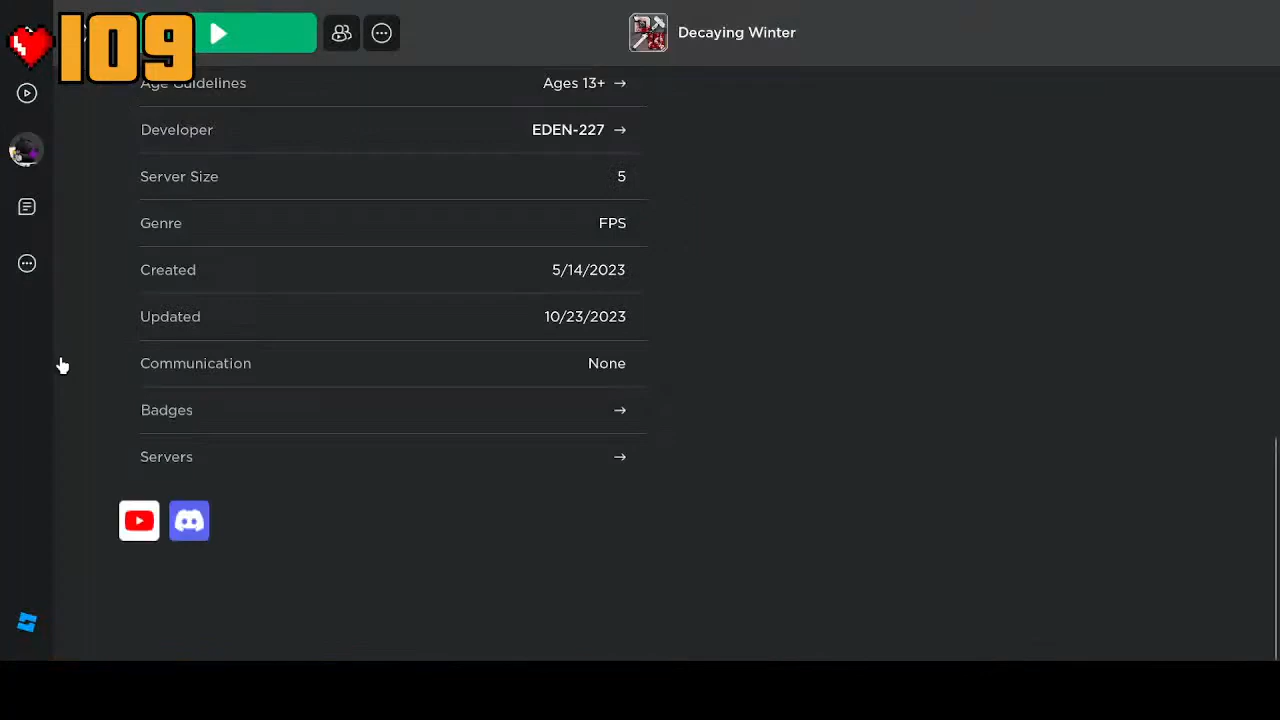 109
Decaying Winter
Age Guidelines Ages 13+ →
Developer EDEN-227 →
Server Size 5
Genre FPS
Created 5/14/2023
Updated 10/23/2023
Communication None
Badges →
Servers →